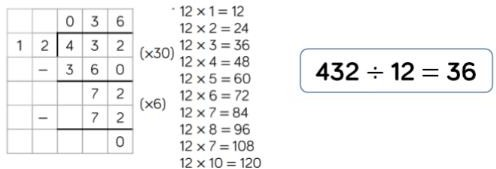 0 3 6
1 2 4 3 2
- 3 6 0 (×30)
7 2
- 7 2 (×6)
0
12 × 1 = 12
12 × 2 = 24
12 × 3 = 36
12 × 4 = 48
12 × 5 = 60
12 × 6 = 72
12 × 7 = 84
12 × 8 = 96
12 × 7 = 108
12 × 10 = 120
432 ÷ 12 = 36